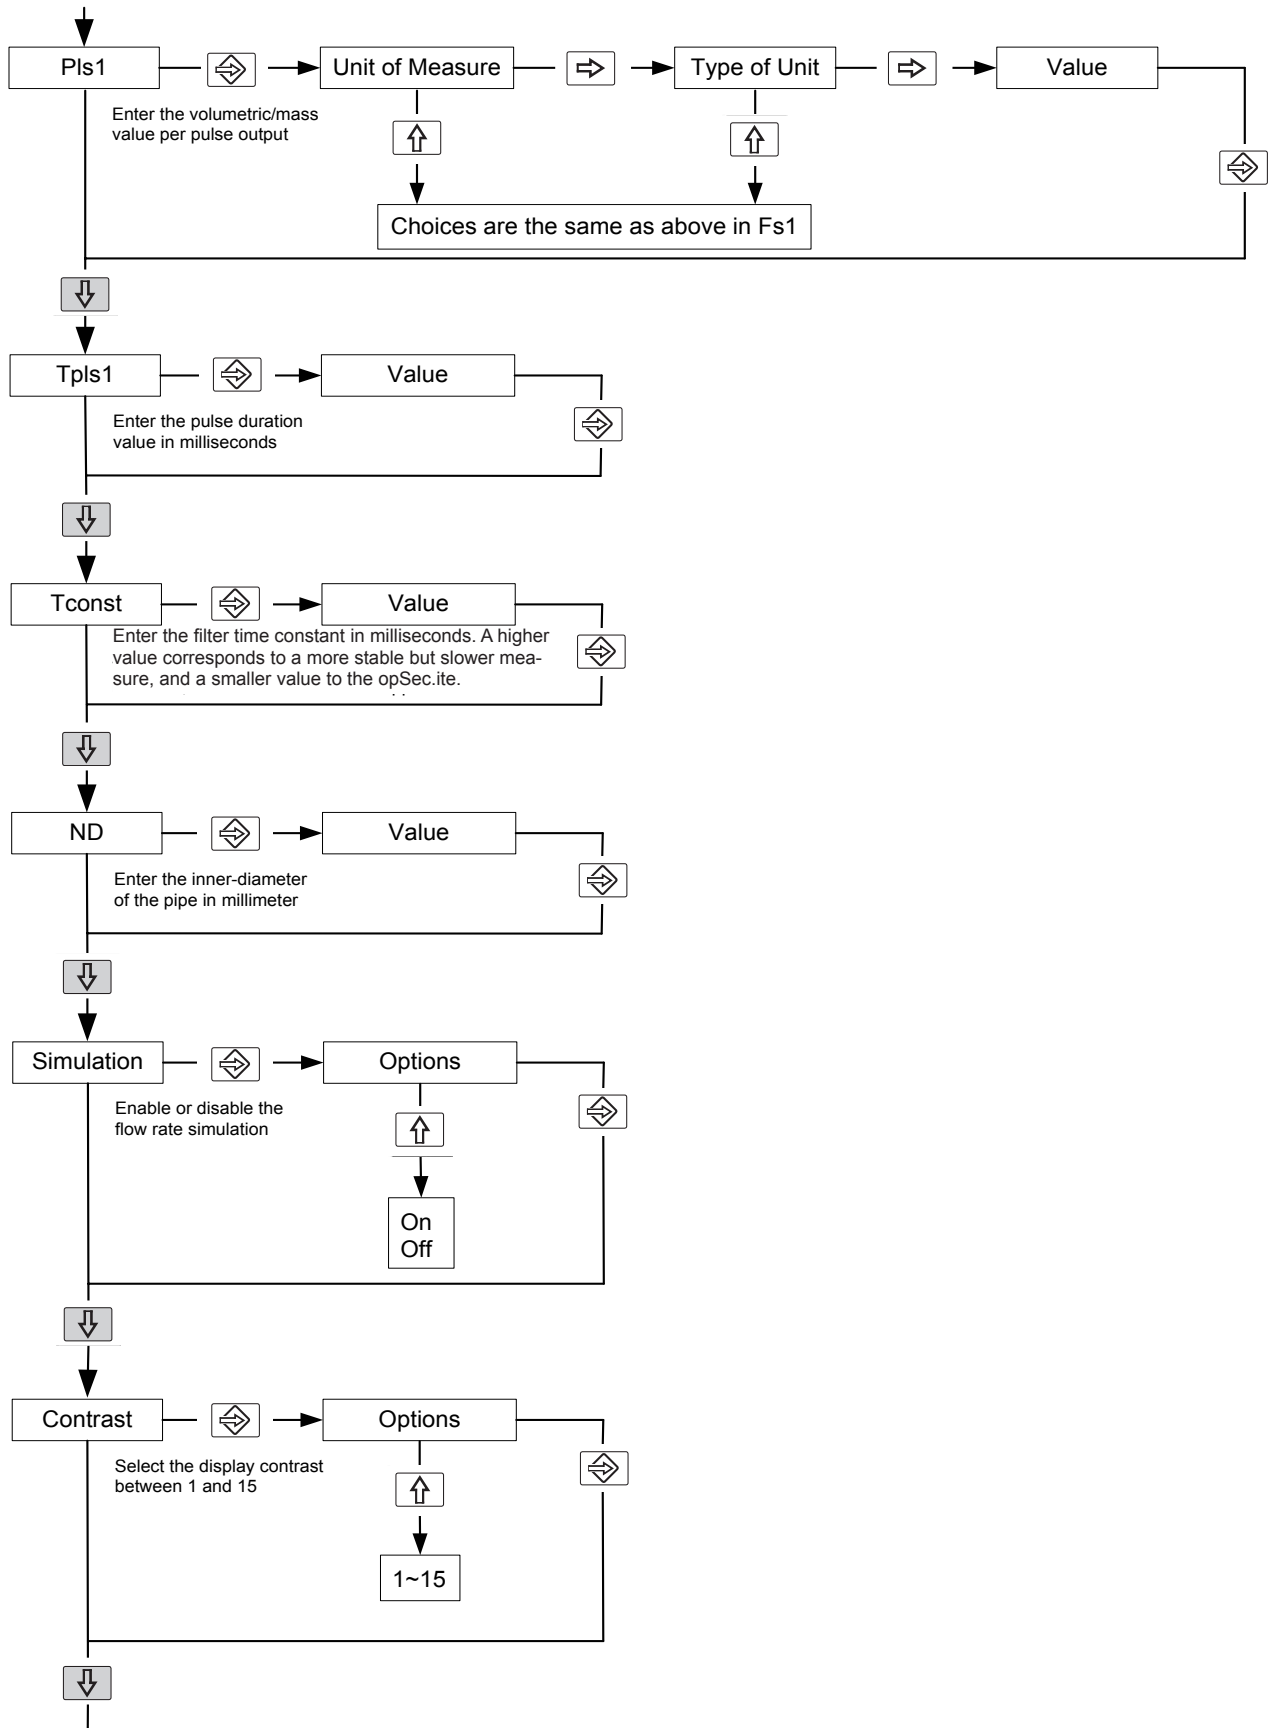 Pls1
Unit of Measure
Type of Unit
Value
Enter the volumetric/mass
value per pulse output
Choices are the same as above in Fs1
Tpls1
Value
Enter the pulse duration
value in milliseconds
Tconst
Value
Enter the filter time constant in milliseconds. A higher
value corresponds to a more stable but slower mea-
sure, and a smaller value to the opSec.ite.
ND
Value
Enter the inner-diameter
of the pipe in millimeter
Simulation
Options
Enable or disable the
flow rate simulation
On
Off
Contrast
Options
Select the display contrast
between 1 and 15
1~15